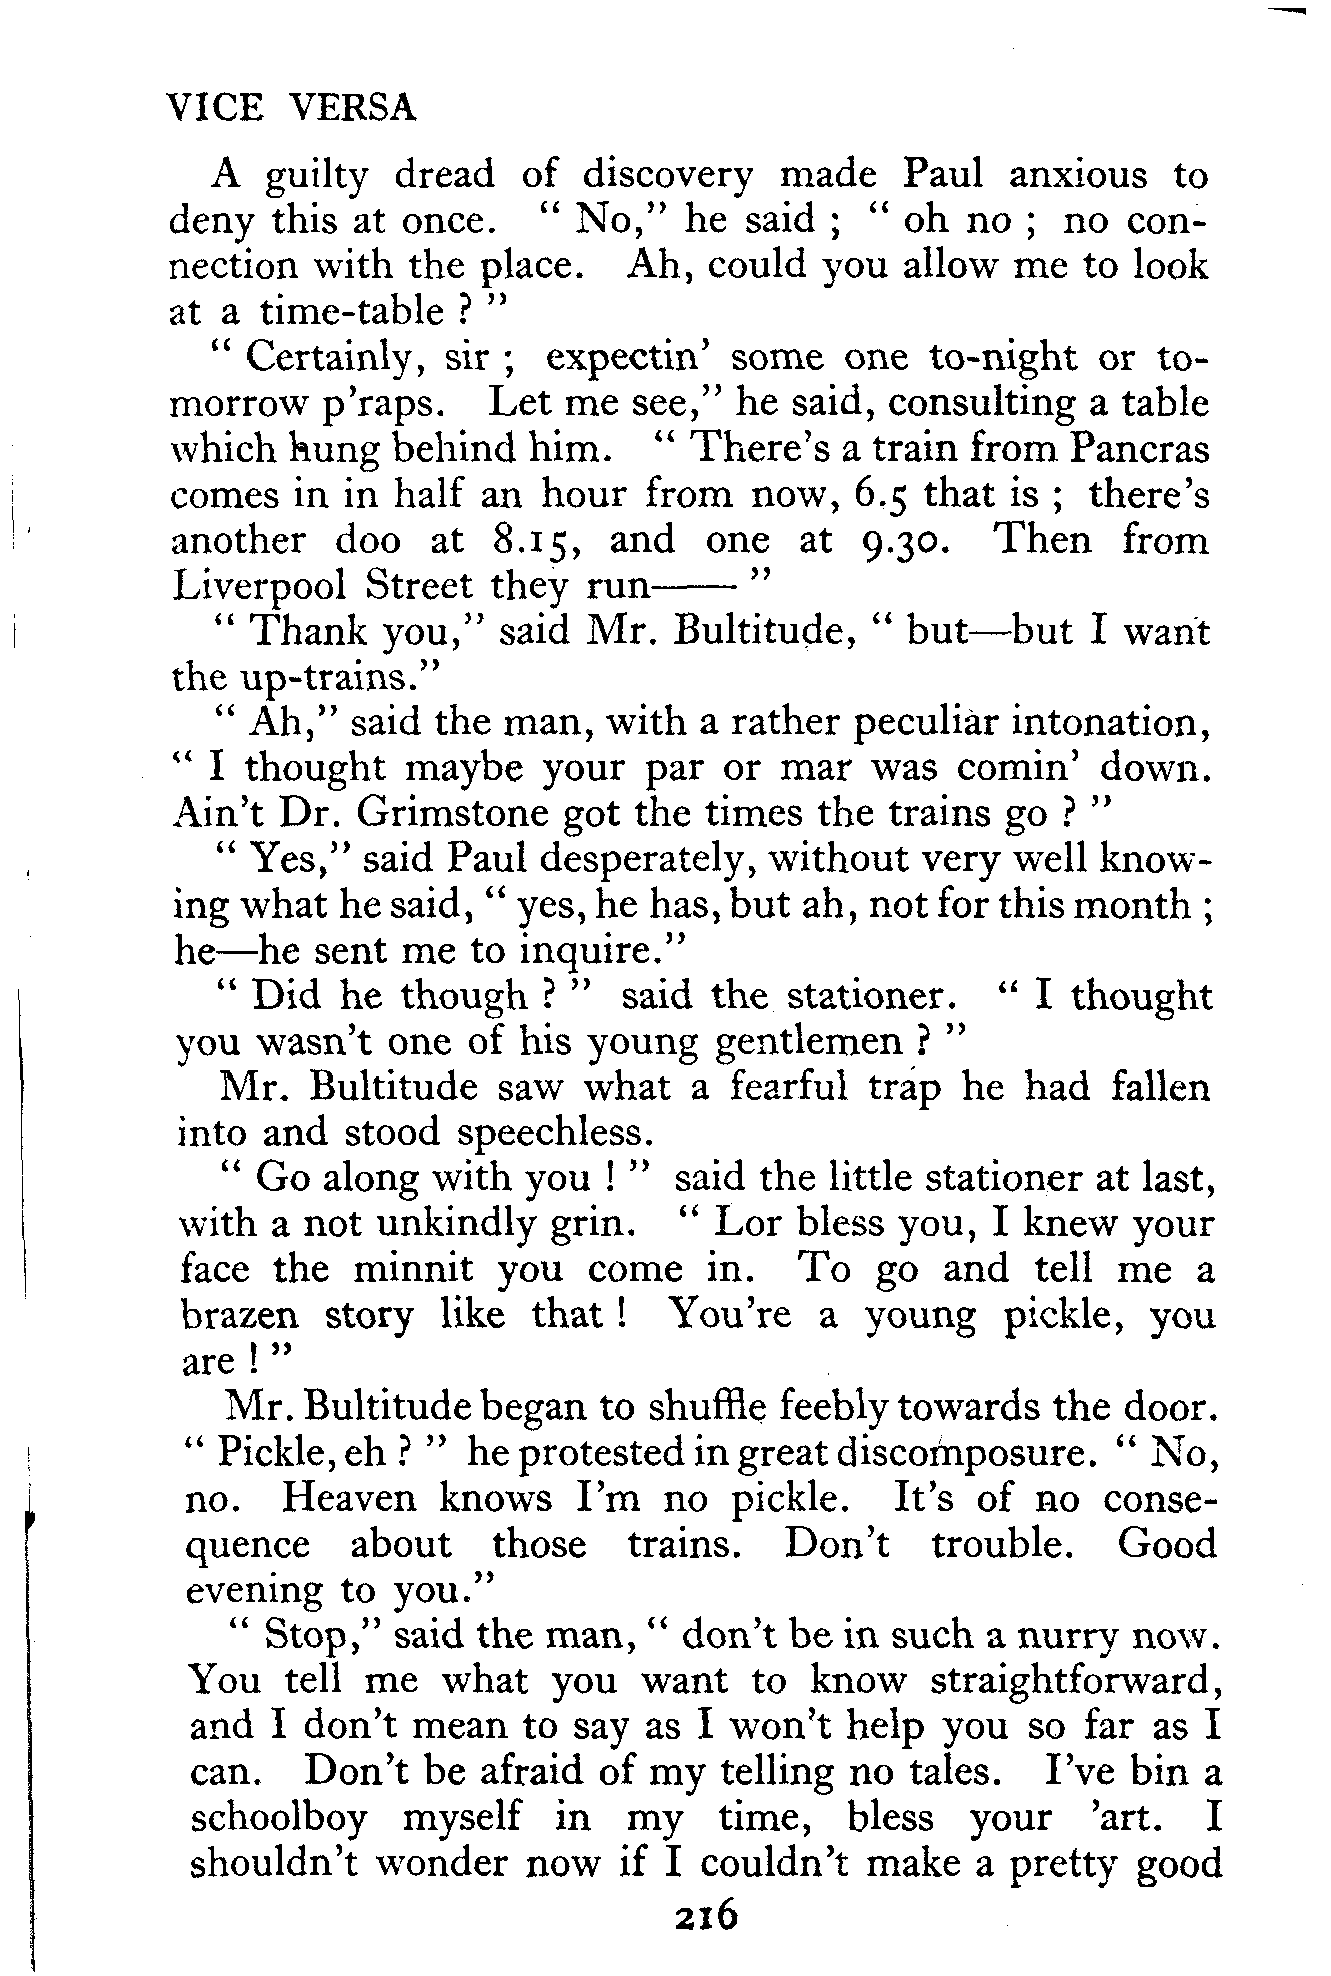 VICE VERSA
A guilty dread of discovery made Paul anxious to
deny this at once. “ No,” he said ; “ oh no ; no con-
nection with the place. Ah, could you allow me to look
at a time-table ? ”
“ Certainly, sir ; expectin’ some one to-night or to-
morrow p’raps. Let me see,” he said, consulting a table
which hung behind him. “ There’s a train from Pancras
comes in in half an hour from now, 6.5 that is ; there’s
another doo at 8.15, and one at 9.30. Then from
Liverpool Street they run—— ”
“ Thank you,” said Mr. Bultitude, “ but—but I want
the up-trains.”
“ Ah,” said the man, with a rather peculiar intonation,
“ I thought maybe your par or mar was comin’ down.
Ain’t Dr. Grimstone got the times the trains go ? ”
“ Yes,” said Paul desperately, without very well know-
ing what he said, “ yes, he has, but ah, not for this month ;
he—he sent me to inquire.”
“ Did he though ? ” said the stationer. “ I thought
you wasn’t one of his young gentlemen ? ”
Mr. Bultitude saw what a fearful trap he had fallen
into and stood speechless.
“ Go along with you ! ” said the little stationer at last,
with a not unkindly grin. “ Lor bless you, I knew your
face the minnit you come in. To go and tell me a
brazen story like that ! You’re a young pickle, you
are ! ”
Mr. Bultitude began to shuffle feebly towards the door.
“ Pickle, eh ? ” he protested in great discomposure. “ No,
no. Heaven knows I’m no pickle. It’s of no conse-
quence about those trains. Don’t trouble. Good
evening to you.”
“ Stop,” said the man, “ don’t be in such a nurry now.
You tell me what you want to know straightforward,
and I don’t mean to say as I won’t help you so far as I
can. Don’t be afraid of my telling no tales. I’ve bin a
schoolboy myself in my time, bless your ’art. I
shouldn’t wonder now if I couldn’t make a pretty good
216